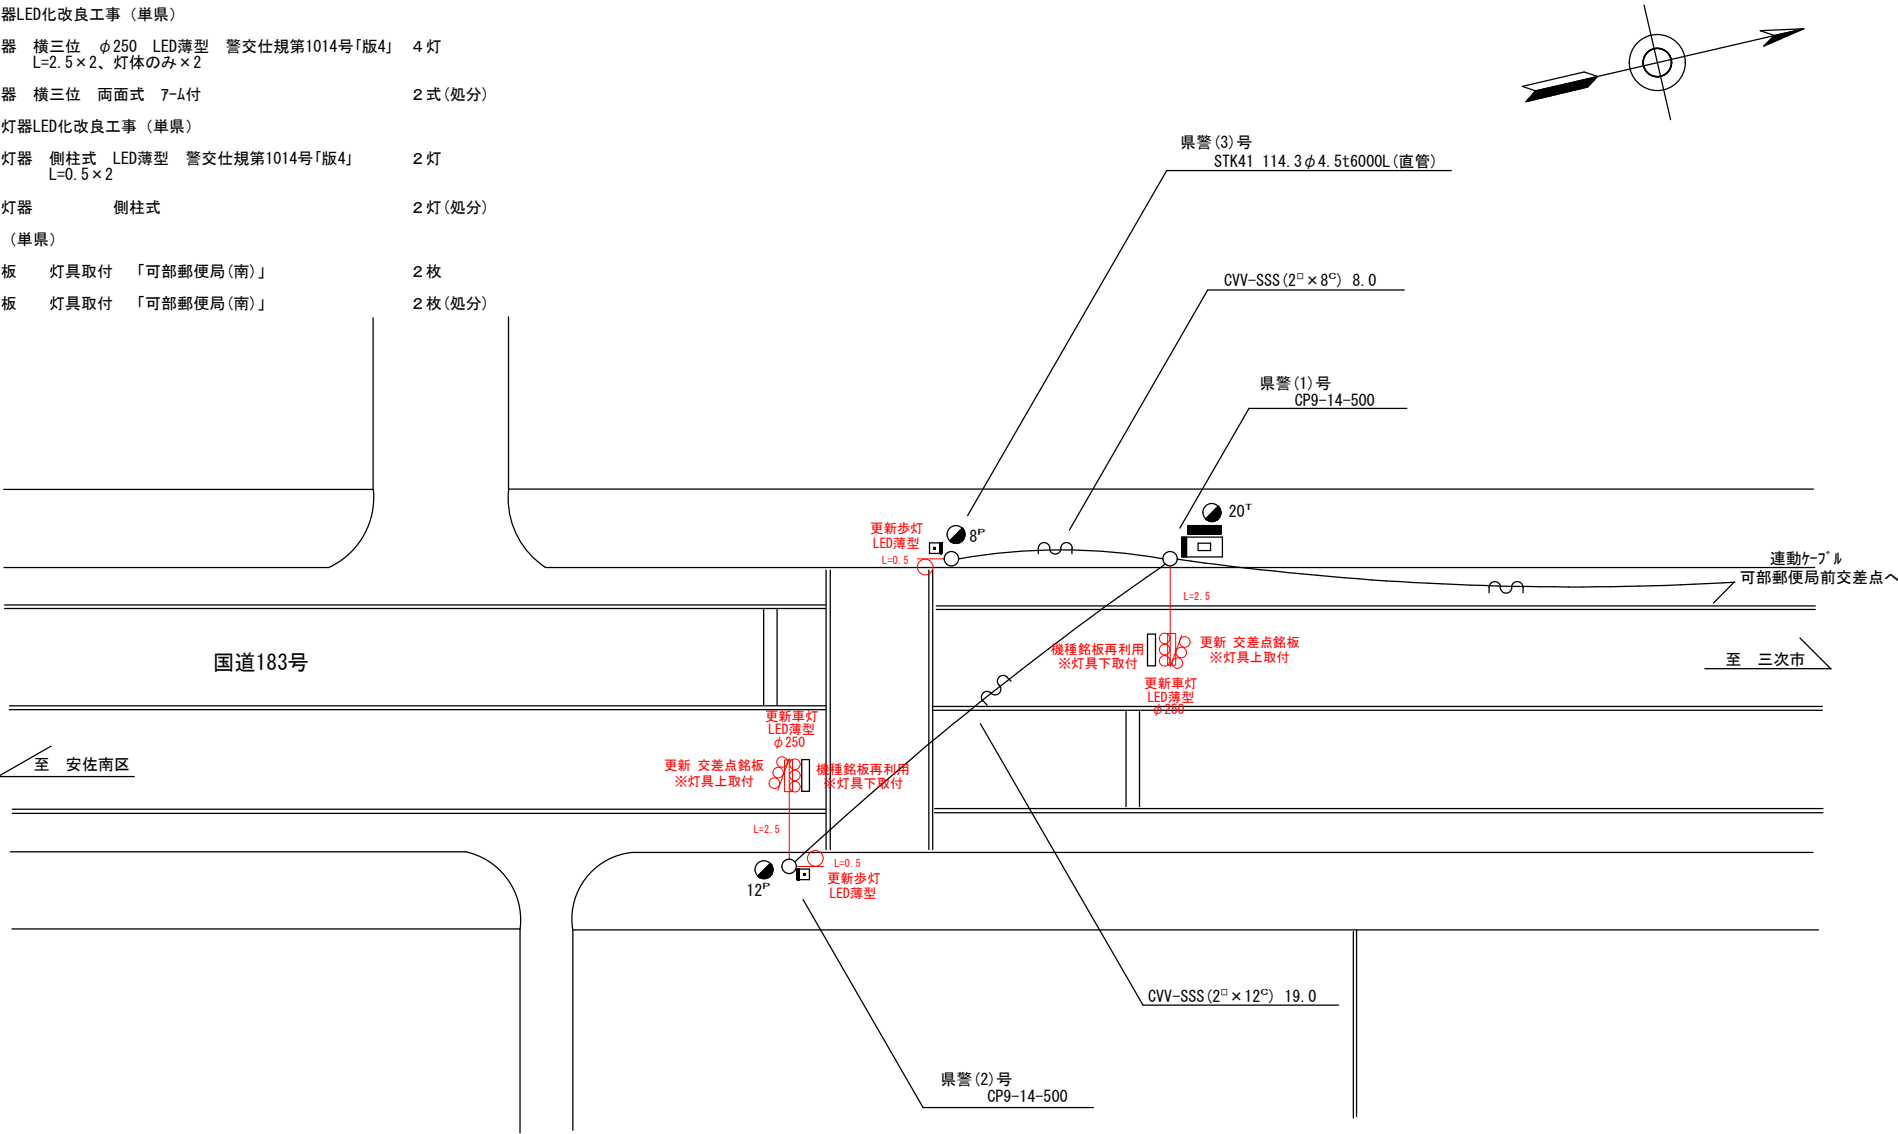 器LED化改良工事（単県）
器　横三位　φ250　LED薄型　警交仕規第1014号「版4」　４灯
L=2.5×2、灯体のみ×2
器　横三位　両面式　ｱｰﾑ付　２式(処分)
灯器LED化改良工事（単県）
灯器　側柱式　LED薄型　警交仕規第1014号「版4」　２灯
L=0.5×2
灯器　側柱式　２灯(処分)
（単県）
板　灯具取付　「可部郵便局(南)」　２枚
板　灯具取付　「可部郵便局(南)」　２枚(処分)
県警(3)号
STK41 114.3φ4.5t6000L(直管)
CVV-SSS(2□×8C) 8.0
県警(1)号
CP9-14-500
20T
更新歩灯
LED薄型
8P
L=0.5
連動ｹｰﾌﾞﾙ
可部郵便局前交差点へ
L=2.5
国道183号
機種銘板再利用
※灯具下取付
更新 交差点銘板
※灯具上取付
至　三次市
更新車灯
LED薄型
φ250
更新車灯
LED薄型
φ250
至　安佐南区
更新 交差点銘板
※灯具上取付
機種銘板再利用
※灯具下取付
L=2.5
L=0.5
12P
更新歩灯
LED薄型
CVV-SSS(2□×12C) 19.0
県警(2)号
CP9-14-500